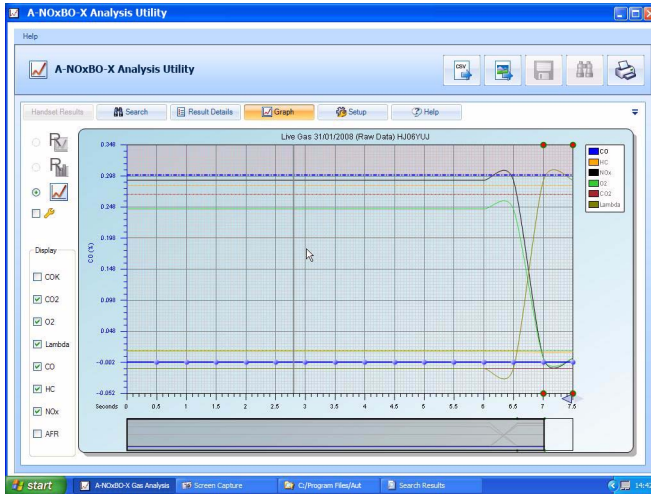 A-NOxBO-X Analysis Utility
Help
A-NOxBO-X Analysis Utility
CSV
Handset Results
Search
Result Details
Graph
Setup
Help
Live Gas 31/01/2008 (Raw Data) HJ06YUJ
0.348
0.298
0.248
0.198
0.148
0.098
0.048
-0.002
-0.052
CO (%)
Seconds 0 0.5 1 1.5 2 2.5 3 3.5 4 4.5 5 5.5 6 6.5 7 7.5
CO
HC
NOx
O2
CO2
Lambda
Display
COK
CO2
O2
Lambda
CO
HC
NOx
AFR
start
A-NOxBO-X Gas Analysis
Screen Capture
C:/Program Files/Aut
Search Results
14:42